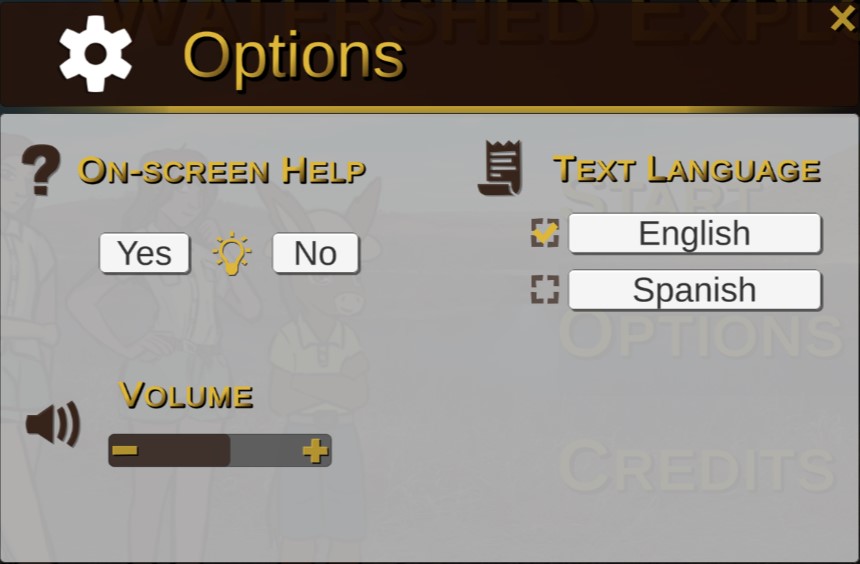 WATERSHED EXPL
Options
On-screen Help
Yes
No
Volume
Text Language
English
Spanish
START
Options
Credits